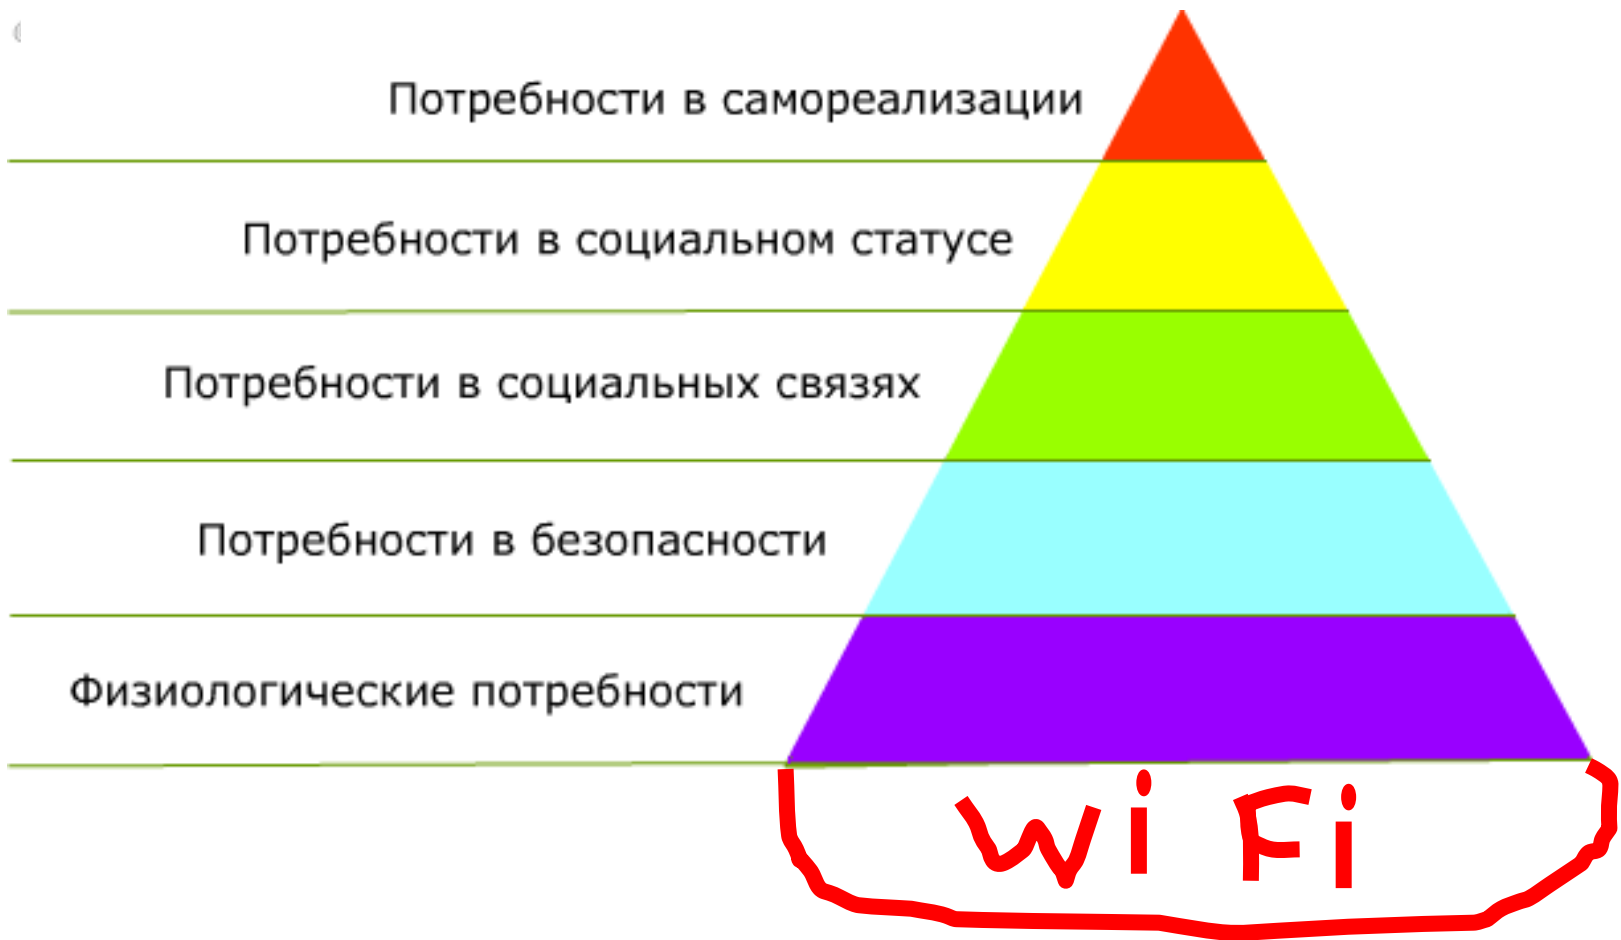 Потребности в самореализации
Потребности в социальном статусе
Потребности в социальных связях
Потребности в безопасности
Физиологические потребности
Wi Fi